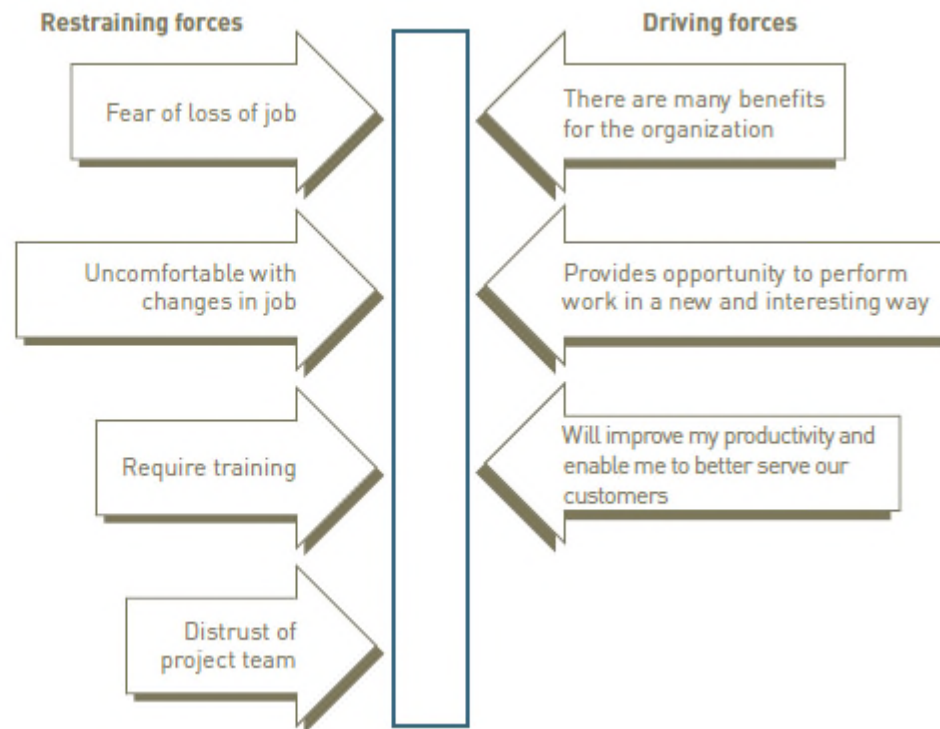 Restraining forces
Driving forces
Fear of loss of job
There are many benefits
for the organization
Uncomfortable with
changes in job
Provides opportunity to perform
work in a new and interesting way
Require training
Will improve my productivity and
enable me to better serve our
customers
Distrust of
project team